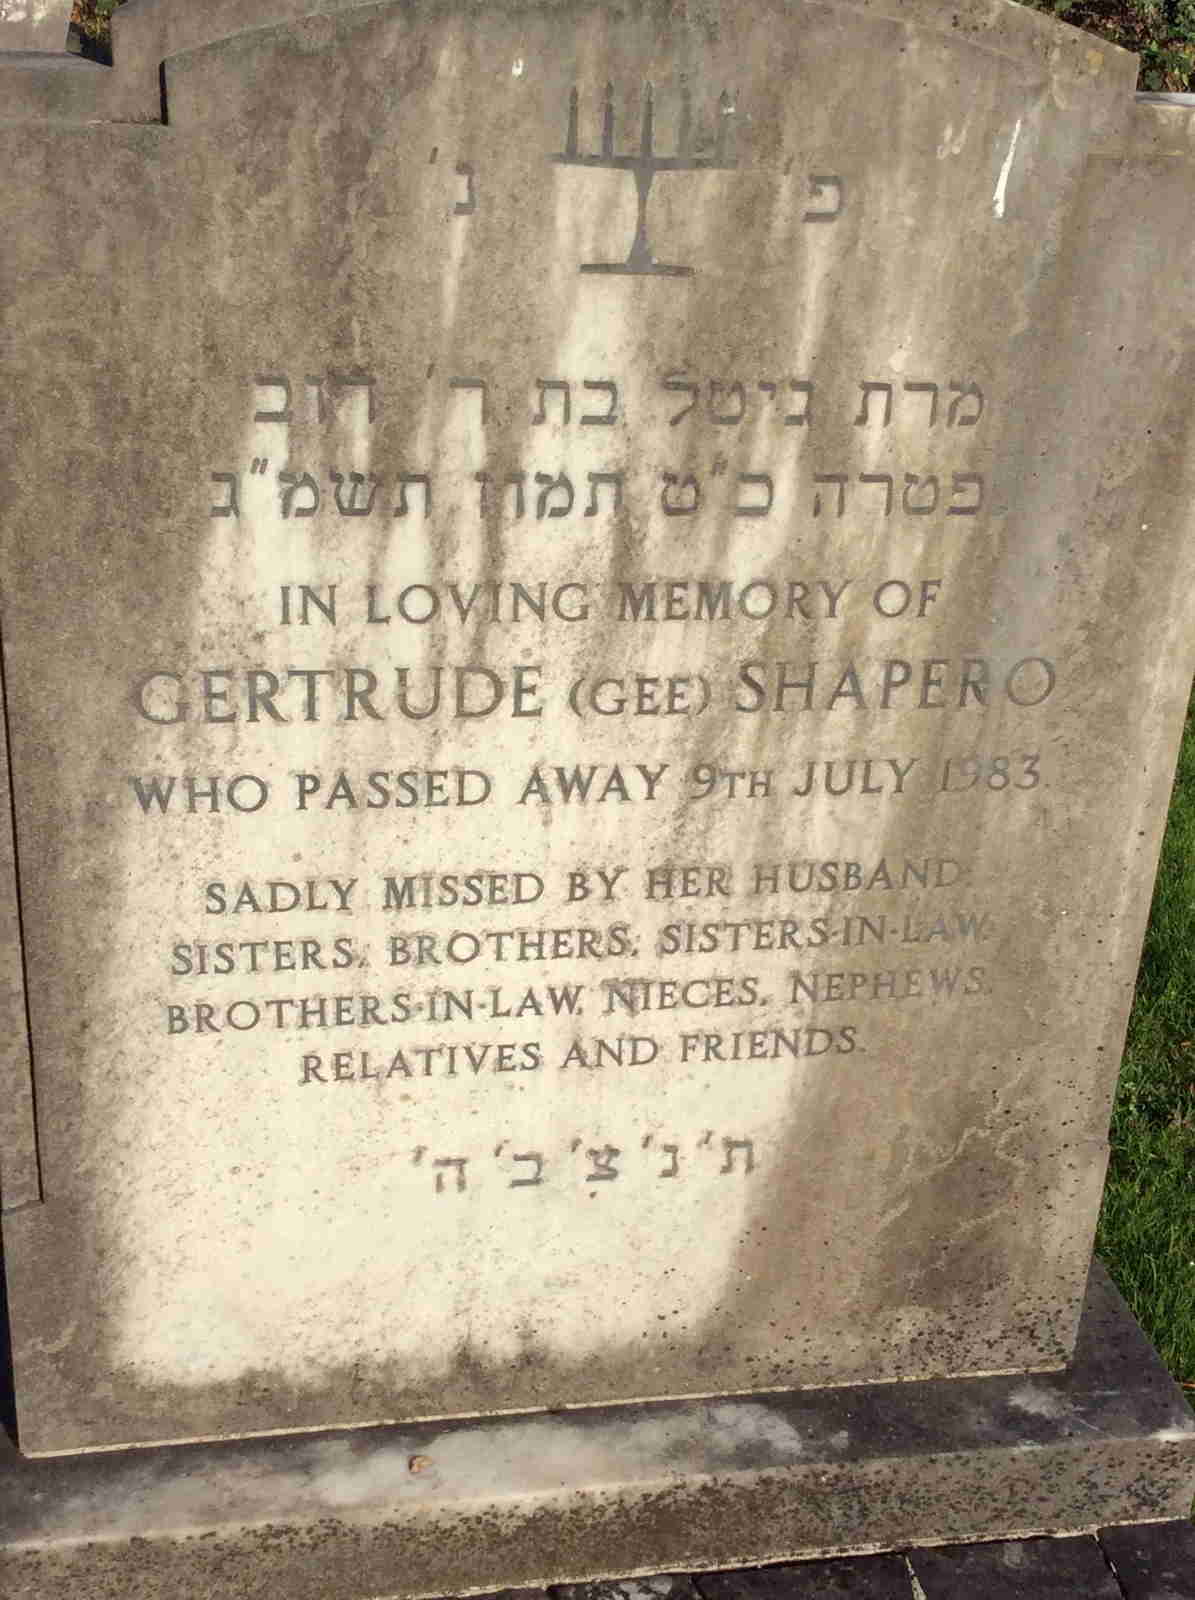 פ' נ'
מרת גיטל בת ר' דוב
פטרה כ"ט תמוז תשמ"ג
IN LOVING MEMORY OF
GERTRUDE (GEE) SHAPERO
WHO PASSED AWAY 9TH JULY 1983.
SADLY MISSED BY HER HUSBAND
SISTERS, BROTHERS, SISTERS-IN-LAW
BROTHERS-IN-LAW, NIECES, NEPHEWS,
RELATIVES AND FRIENDS.
ת' נ' צ' ב' ה'